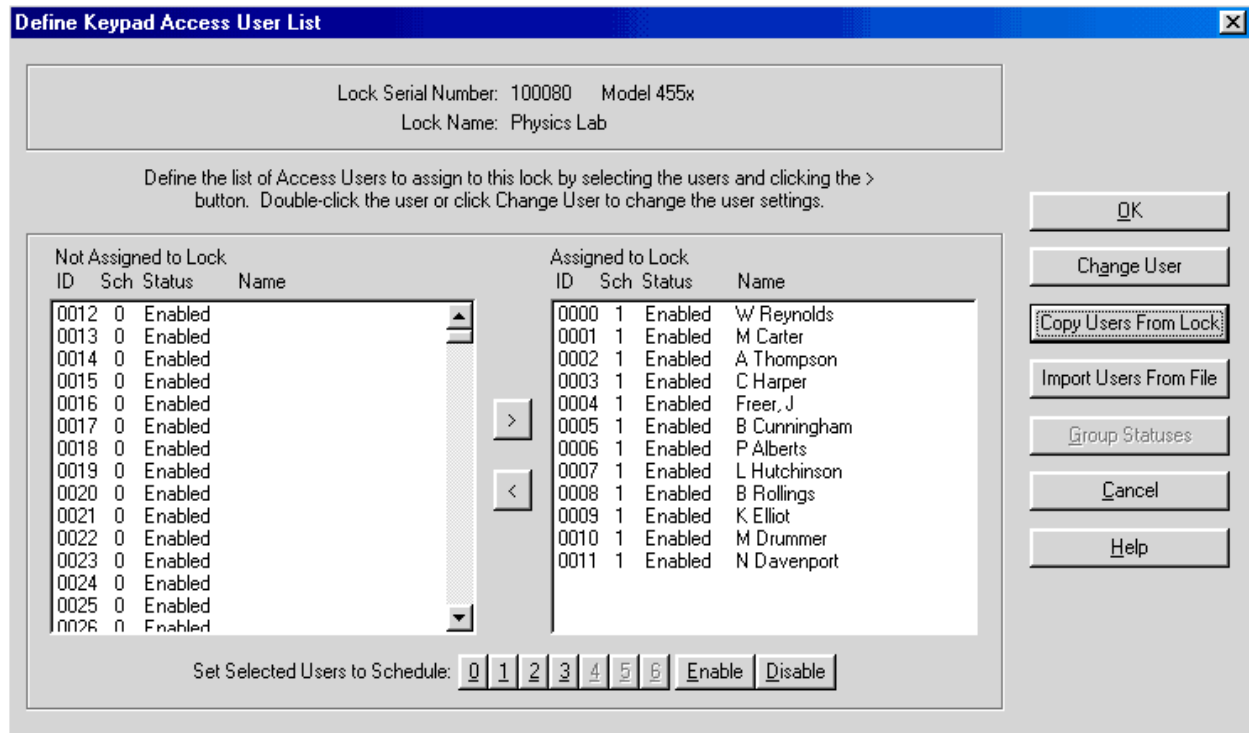 Define Keypad Access User List
Lock Serial Number: 100080 Model 455x
Lock Name: Physics Lab
Define the list of Access Users to assign to this lock by selecting the users and clicking the >
button. Double-click the user or click Change User to change the user settings.
Not Assigned to Lock
ID Sch Status Name
0012 0 Enabled
0013 0 Enabled
0014 0 Enabled
0015 0 Enabled
0016 0 Enabled
0017 0 Enabled
0018 0 Enabled
0019 0 Enabled
0020 0 Enabled
0021 0 Enabled
0022 0 Enabled
0023 0 Enabled
0024 0 Enabled
0025 0 Enabled
0026 0 Enabled
>
<
Assigned to Lock
ID Sch Status Name
0000 1 Enabled W Reynolds
0001 1 Enabled M Carter
0002 1 Enabled A Thompson
0003 1 Enabled C Harper
0004 1 Enabled Freer, J
0005 1 Enabled B Cunningham
0006 1 Enabled P Alberts
0007 1 Enabled L Hutchinson
0008 1 Enabled B Rollings
0009 1 Enabled K Elliot
0010 1 Enabled M Drummer
0011 1 Enabled N Davenport
Set Selected Users to Schedule: 0 1 2 3 4 5 6 Enable Disable
OK
Change User
Copy Users From Lock
Import Users From File
Group Statuses
Cancel
Help